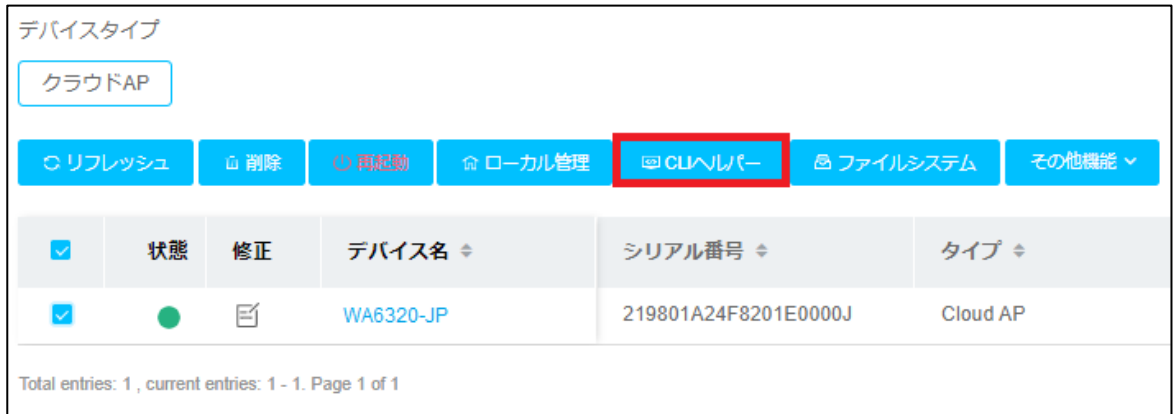 デバイスタイプ
クラウドAP
リフレッシュ 削除 再起動 ローカル管理 CLIヘルパー ファイルシステム その他機能
状態 修正 デバイス名 シリアル番号 タイプ
WA6320-JP 219801A24F8201E0000J Cloud AP
Total entries: 1 , current entries: 1 - 1. Page 1 of 1